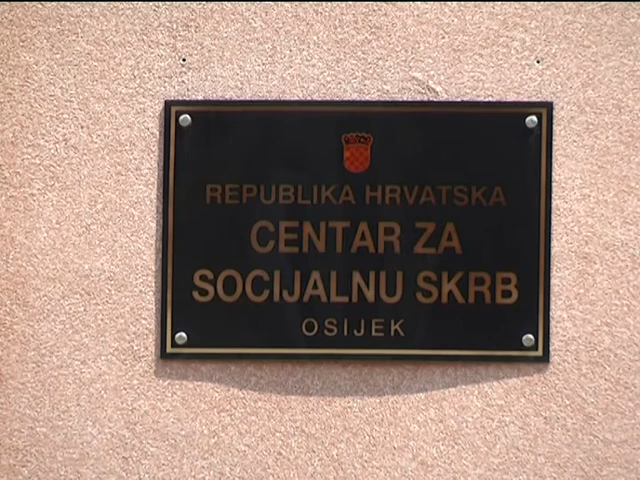 REPUBLIKA HRVATSKA
CENTAR ZA
SOCIJALNU SKRB
OSIJEK